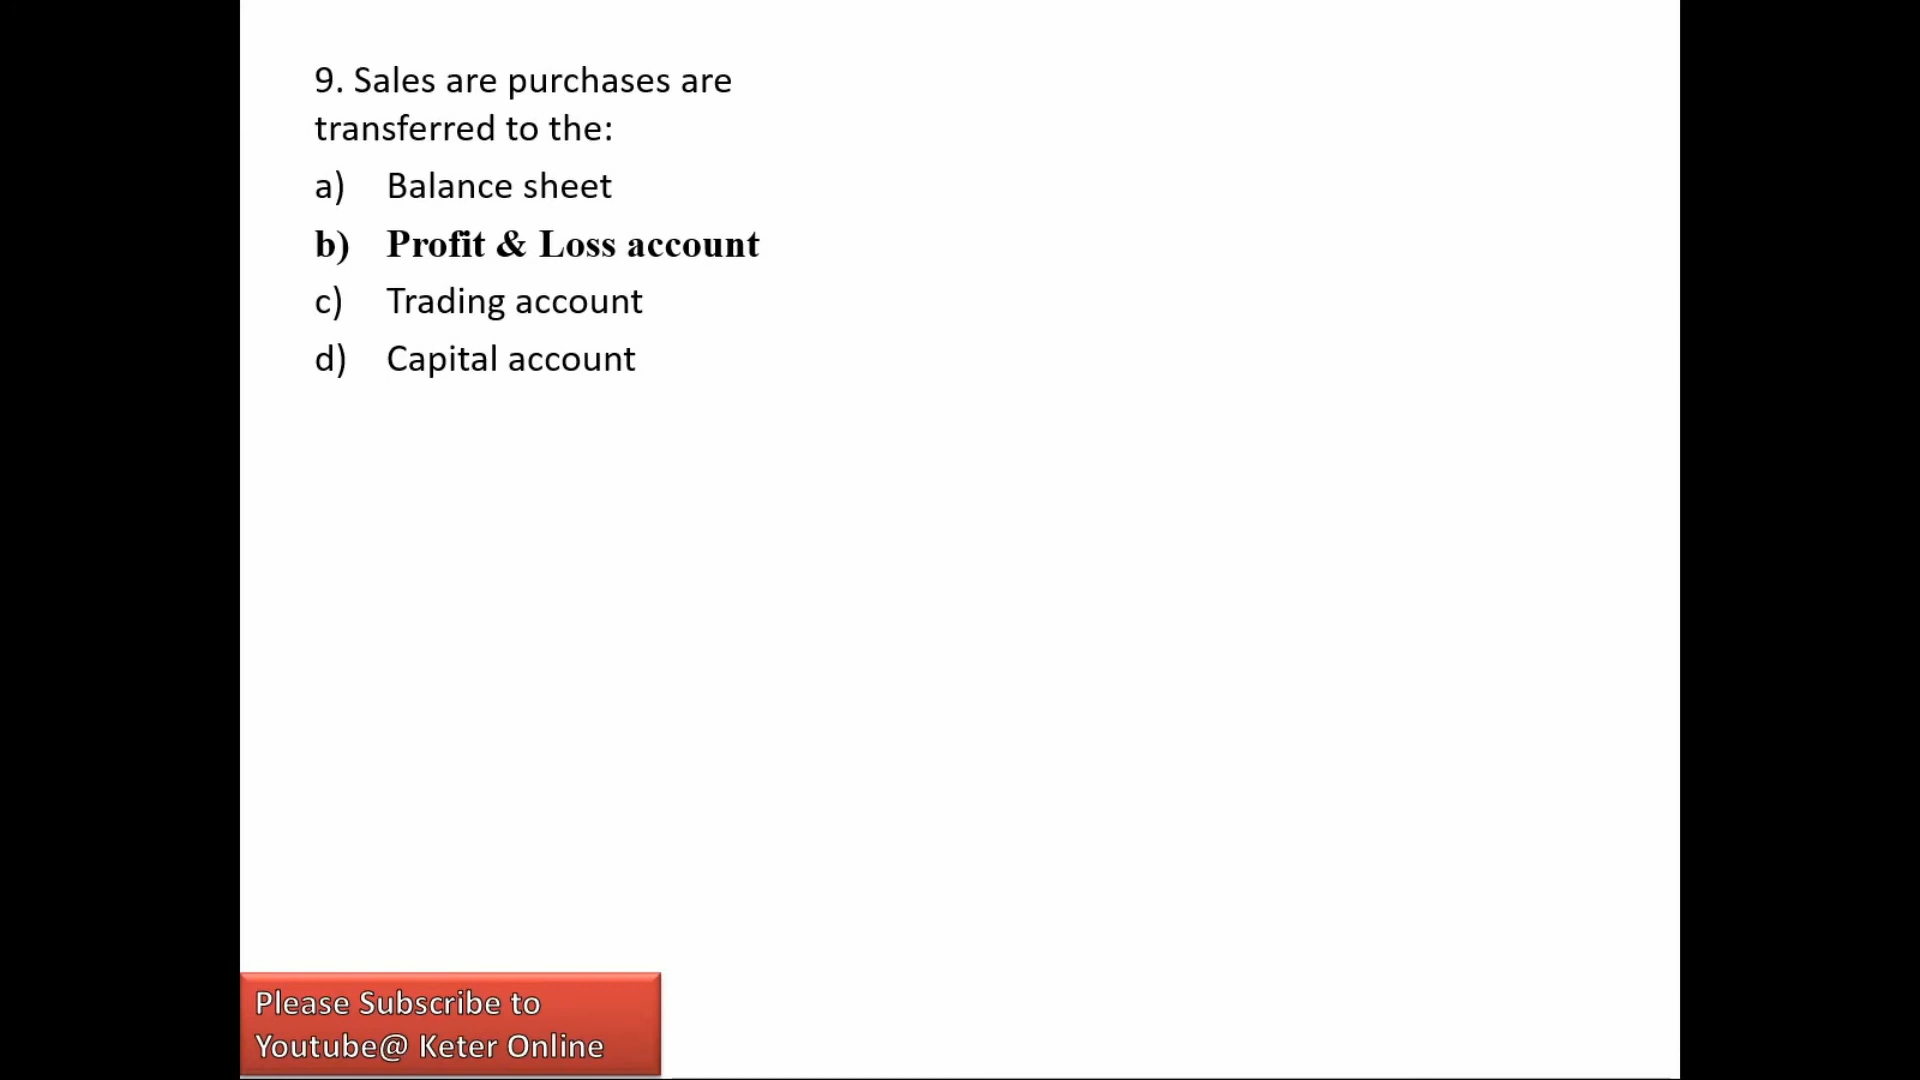 9. Sales are purchases are
transferred to the:
a) Balance sheet
b) Profit & Loss account
c) Trading account
d) Capital account
Please Subscribe to
Youtube@ Keter Online